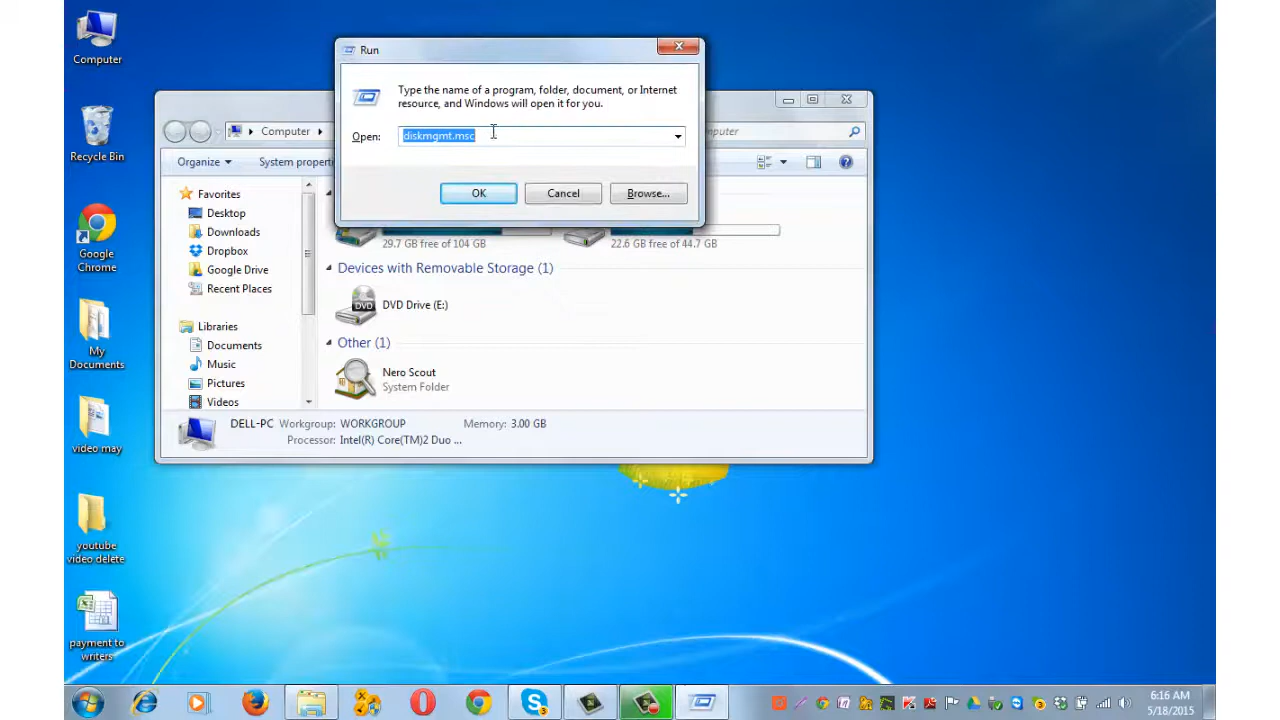 Computer
Recycle Bin
Google
Chrome
My
Documents
video may
youtube
video delete
payment to
writers
Run
Type the name of a program, folder, document, or Internet
resource, and Windows will open it for you.
Open: diskmgmt.msc
OK Cancel Browse...
Computer
Organize System properti
Favorites
Desktop
Downloads
Dropbox
Google Drive
Recent Places
Libraries
Documents
Music
Pictures
Videos
29.7 GB free of 104 GB 22.6 GB free of 44.7 GB
Devices with Removable Storage (1)
DVD
DVD Drive (E:)
Other (1)
Nero Scout
System Folder
DELL-PC Workgroup: WORKGROUP Memory: 3.00 GB
Processor: Intel(R) Core(TM)2 Duo ...
6:16 AM
5/18/2015